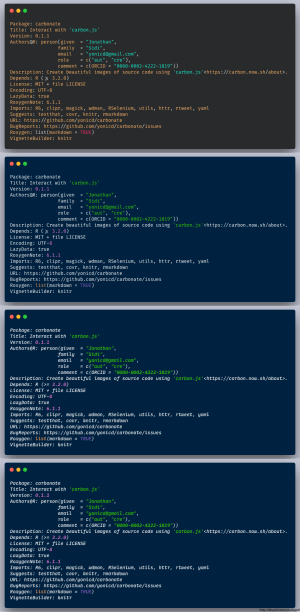 Package: carbonate
Title: Interact with 'carbon.js'
Version: 0.1.1
Authors@R: person(given = "Jonathan",
family = "Sidi",
email = "yonicd@gmail.com",
role = c("aut", "cre"),
comment = c(ORCID = "0000-0002-4222-1819"))
Description: Create beautiful images of source code using 'carbon.js'<https://carbon.now.sh/about>.
Depends: R (≥ 3.2.0)
License: MIT + file LICENSE
Encoding: UTF-8
LazyData: true
RoxygenNote: 6.1.1
Imports: R6, clipr, magick, wdman, RSelenium, utils, httr, rtweet, yaml
Suggests: testthat, covr, knitr, rmarkdown
URL: https://github.com/yonicd/carbonate
BugReports: https://github.com/yonicd/carbonate/issues
Roxygen: list(markdown = TRUE)
VignetteBuilder: knitr
Package: carbonate
Title: Interact with 'carbon.js'
Version: 0.1.1
Authors@R: person(given = "Jonathan",
family = "Sidi",
email = "yonicd@gmail.com",
role = c("aut", "cre"),
comment = c(ORCID = "0000-0002-4222-1819"))
Description: Create beautiful images of source code using 'carbon.js'<https://carbon.now.sh/about>.
Depends: R (≥ 3.2.0)
License: MIT + file LICENSE
Encoding: UTF-8
LazyData: true
RoxygenNote: 6.1.1
Imports: R6, clipr, magick, wdman, RSelenium, utils, httr, rtweet, yaml
Suggests: testthat, covr, knitr, rmarkdown
URL: https://github.com/yonicd/carbonate
BugReports: https://github.com/yonicd/carbonate/issues
Roxygen: list(markdown = TRUE)
VignetteBuilder: knitr
Package: carbonate
Title: Interact with 'carbon.js'
Version: 0.1.1
Authors@R: person(given = "Jonathan",
family = "Sidi",
email = "yonicd@gmail.com",
role = c("aut", "cre"),
comment = c(ORCID = "0000-0002-4222-1819"))
Description: Create beautiful images of source code using 'carbon.js'<https://carbon.now.sh/about>.
Depends: R (>= 3.2.0)
License: MIT + file LICENSE
Encoding: UTF-8
LazyData: true
RoxygenNote: 6.1.1
Imports: R6, clipr, magick, wdman, RSelenium, utils, httr, rtweet, yaml
Suggests: testthat, covr, knitr, rmarkdown
URL: https://github.com/yonicd/carbonate
BugReports: https://github.com/yonicd/carbonate/issues
Roxygen: list(markdown = TRUE)
VignetteBuilder: knitr
Package: carbonate
Title: Interact with 'carbon.js'
Version: 0.1.1
Authors@R: person(given = "Jonathan",
family = "Sidi",
email = "yonicd@gmail.com",
role = c("aut", "cre"),
comment = c(ORCID = "0000-0002-4222-1819"))
Description: Create beautiful images of source code using 'carbon.js'<https://carbon.now.sh/about>.
Depends: R (>= 3.2.0)
License: MIT + file LICENSE
Encoding: UTF-8
LazyData: true
RoxygenNote: 6.1.1
Imports: R6, clipr, magick, wdman, RSelenium, utils, httr, rtweet, yaml
Suggests: testthat, covr, knitr, rmarkdown
URL: https://github.com/yonicd/carbonate
BugReports: https://github.com/yonicd/carbonate/issues
Roxygen: list(markdown = TRUE)
VignetteBuilder: knitr